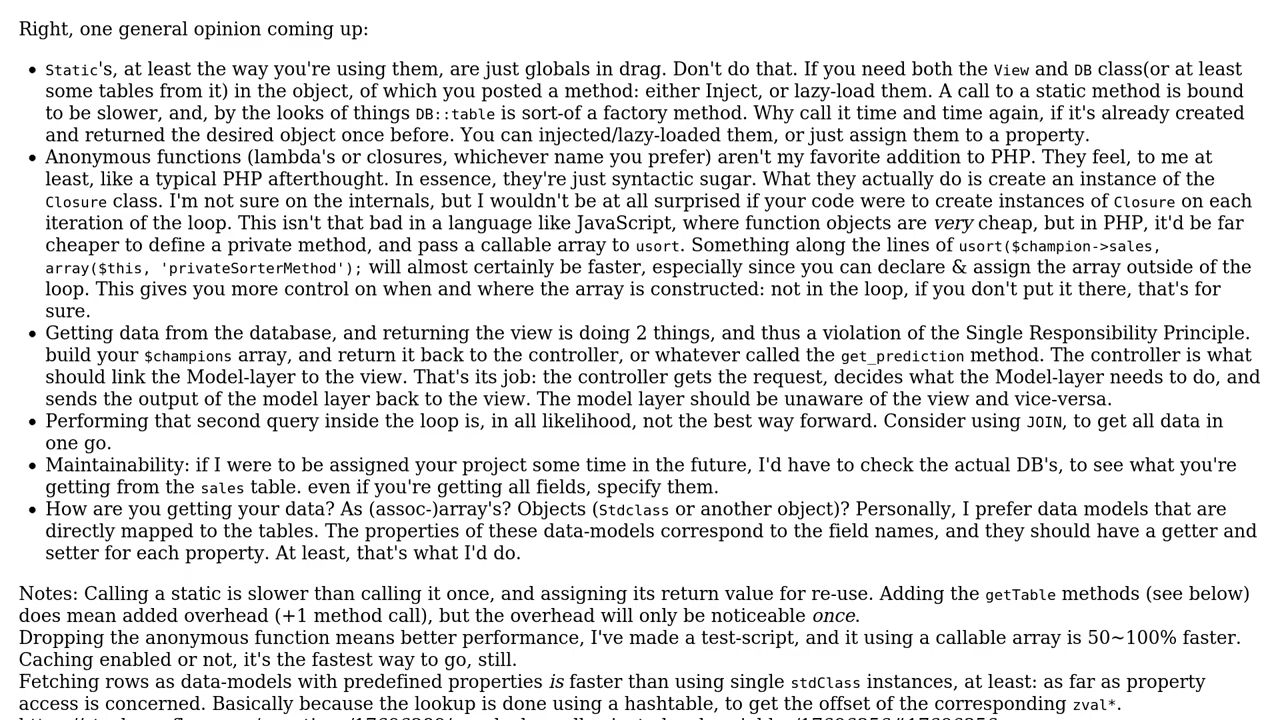 Right, one general opinion coming up:
• Static's, at least the way you're using them, are just globals in drag. Don't do that. If you need both the View and DB class(or at least
some tables from it) in the object, of which you posted a method: either Inject, or lazy-load them. A call to a static method is bound
to be slower, and, by the looks of things DB::table is sort-of a factory method. Why call it time and time again, if it's already created
and returned the desired object once before. You can injected/lazy-loaded them, or just assign them to a property.
• Anonymous functions (lambda's or closures, whichever name you prefer) aren't my favorite addition to PHP. They feel, to me at
least, like a typical PHP afterthought. In essence, they're just syntactic sugar. What they actually do is create an instance of the
Closure class. I'm not sure on the internals, but I wouldn't be at all surprised if your code were to create instances of Closure on each
iteration of the loop. This isn't that bad in a language like JavaScript, where function objects are very cheap, but in PHP, it'd be far
cheaper to define a private method, and pass a callable array to usort. Something along the lines of usort($champion->sales,
array($this, 'privateSorterMethod'); will almost certainly be faster, especially since you can declare & assign the array outside of the
loop. This gives you more control on when and where the array is constructed: not in the loop, if you don't put it there, that's for
sure.
• Getting data from the database, and returning the view is doing 2 things, and thus a violation of the Single Responsibility Principle.
build your $champions array, and return it back to the controller, or whatever called the get_prediction method. The controller is what
should link the Model-layer to the view. That's its job: the controller gets the request, decides what the Model-layer needs to do, and
sends the output of the model layer back to the view. The model layer should be unaware of the view and vice-versa.
• Performing that second query inside the loop is, in all likelihood, not the best way forward. Consider using JOIN, to get all data in
one go.
• Maintainability: if I were to be assigned your project some time in the future, I'd have to check the actual DB's, to see what you're
getting from the sales table. even if you're getting all fields, specify them.
• How are you getting your data? As (assoc-)array's? Objects (Stdclass or another object)? Personally, I prefer data models that are
directly mapped to the tables. The properties of these data-models correspond to the field names, and they should have a getter and
setter for each property. At least, that's what I'd do.
Notes: Calling a static is slower than calling it once, and assigning its return value for re-use. Adding the getTable methods (see below)
does mean added overhead (+1 method call), but the overhead will only be noticeable once.
Dropping the anonymous function means better performance, I've made a test-script, and it using a callable array is 50~100% faster.
Caching enabled or not, it's the fastest way to go, still.
Fetching rows as data-models with predefined properties is faster than using single stdClass instances, at least: as far as property
access is concerned. Basically because the lookup is done using a hashtable, to get the offset of the corresponding zval*.